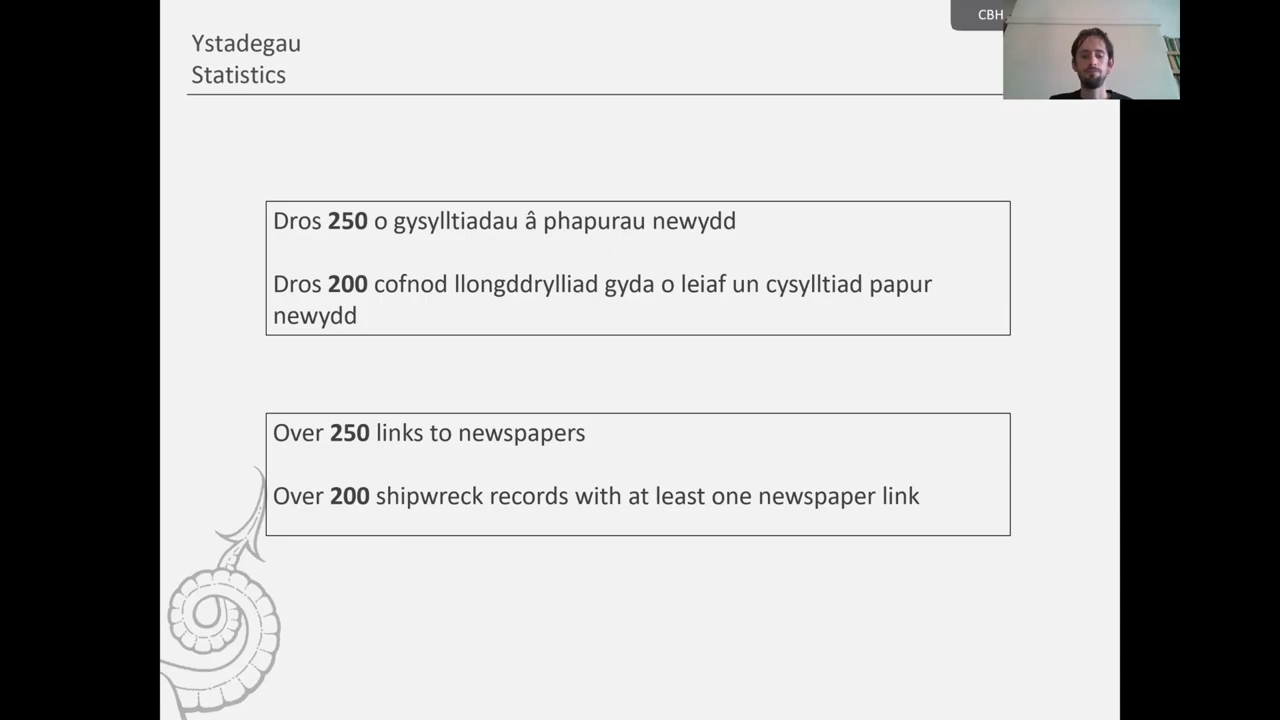 Ystadegau
Statistics
CBH
Dros 250 o gysylltiadau â phapurau newydd
Dros 200 cofnod llongddrylliad gyda o leiaf un cysylltiad papur
newydd
Over 250 links to newspapers
Over 200 shipwreck records with at least one newspaper link